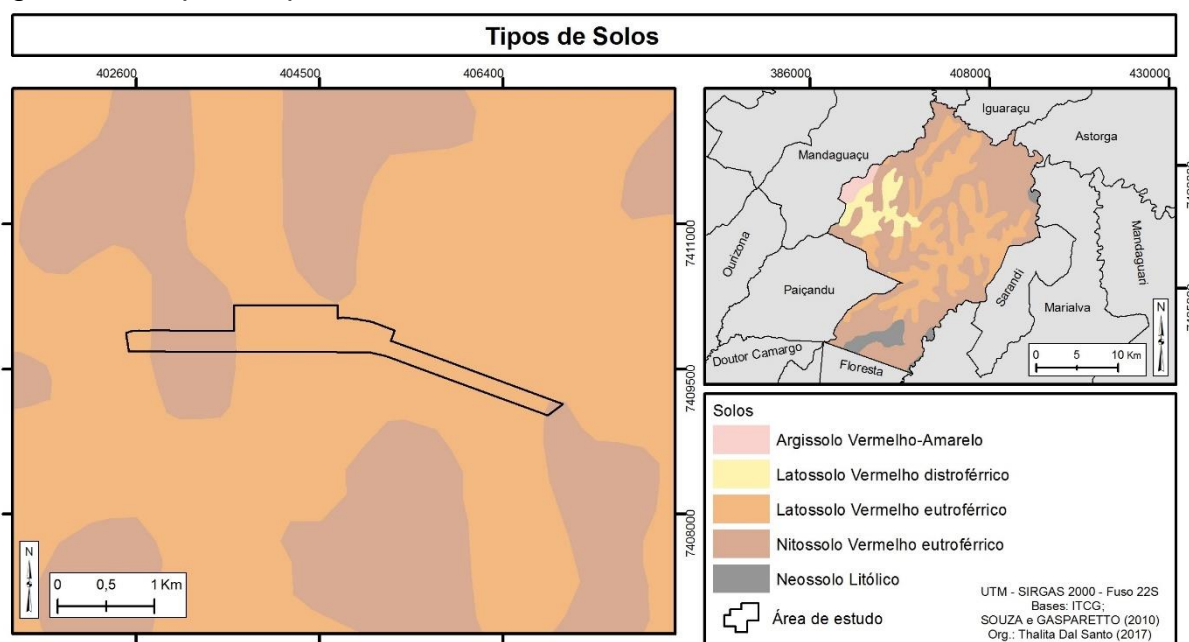 Tipos de Solos
402600 404500 406400
386000 408000 430000
7411000
7409500
7408000
N
0 0,5 1 Km
Iguaraçu
Astorga
Mandaguaçu
Ourizona
Mandaguari
Paiçandu
Sarandi
Marialva
Doutor Camargo
Floresta
N
0 5 10 Km
Solos
Argissolo Vermelho-Amarelo
Latossolo Vermelho distroférrico
Latossolo Vermelho eutroférrico
Nitossolo Vermelho eutroférrico
Neossolo Litólico
Área de estudo
UTM - SIRGAS 2000 - Fuso 22S
Bases: ITCG;
SOUZA e GASPARETTO (2010)
Org.: Thalita Dal Santo (2017)